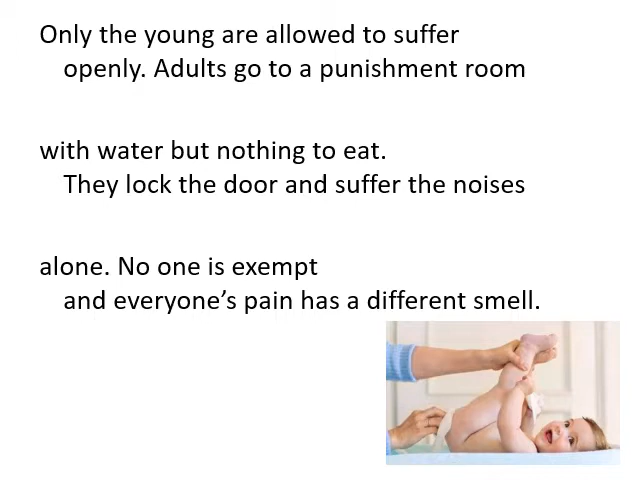 Only the young are allowed to suffer
openly. Adults go to a punishment room
with water but nothing to eat.
They lock the door and suffer the noises
alone. No one is exempt
and everyone’s pain has a different smell.